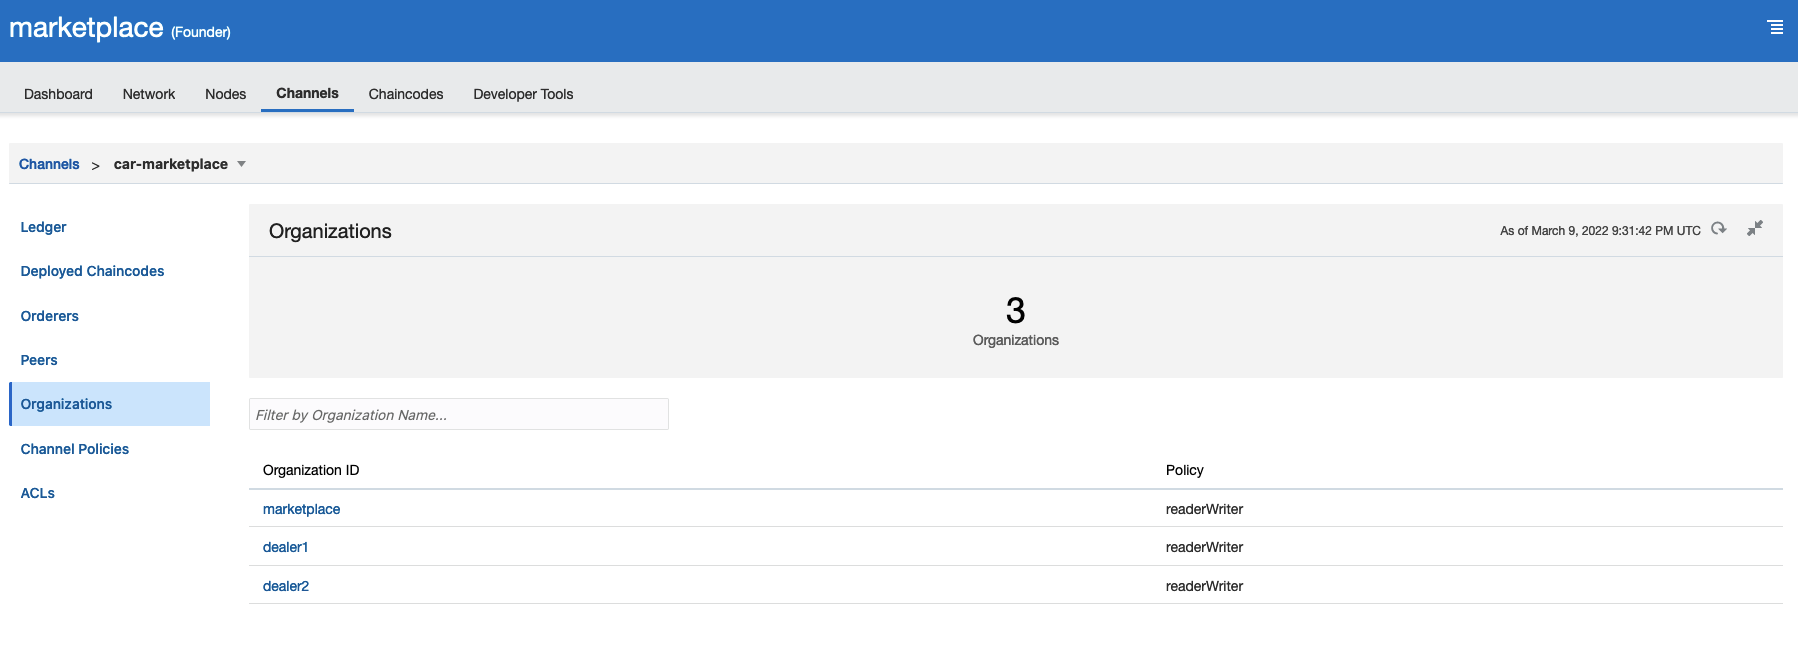 marketplace (Founder)
Dashboard Network Nodes Channels Chaincodes Developer Tools
Channels > car-marketplace
Ledger
Deployed Chaincodes
Orderers
Peers
Organizations
Channel Policies
ACLs
Organizations As of March 9, 2022 9:31:42 PM UTC
3
Organizations
Filter by Organization Name...
Organization ID Policy
marketplace readerWriter
dealer1 readerWriter
dealer2 readerWriter